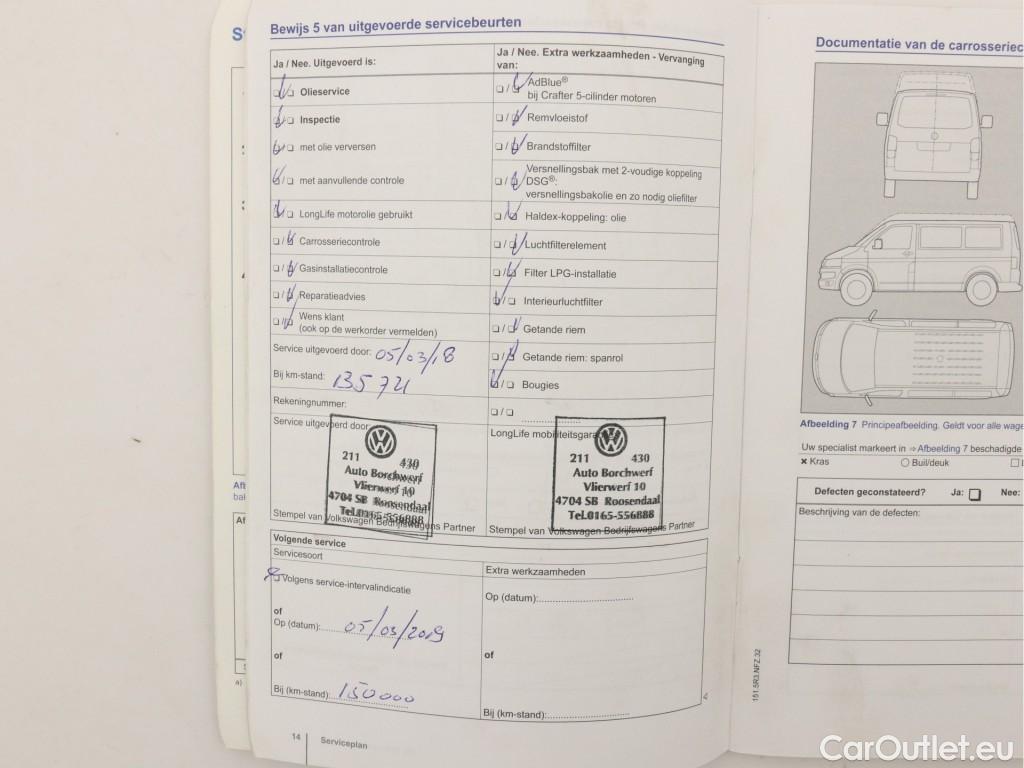 Bewijs 5 van uitgevoerde servicebeurten
Ja / Nee. Uitgevoerd is:
Olieservice
Inspectie
met olie verversen
met aanvullende controle
LongLife motorolie gebruikt
Carrosseriecontrole
Gasinstallatiecontrole
Reparatieadvies
Wens klant
(ook op de werkorder vermelden)
Service uitgevoerd door: 05/03/18
Bij km-stand: 135721
Rekeningnummer:
Service uitgevoerd door:
211 430
Auto Borchwerf
Vlierwerf 10
4704 SB Roosendaal
Tel.0165-556888
Stempel van Volkswagen Bedrijfswagens Partner
Ja / Nee. Extra werkzaamheden - Vervanging
van:
AdBlue®
bij Crafter 5-cilinder motoren
Remvloeistof
Brandstoffilter
Versnellingsbak met 2-voudige koppeling
DSG®:
versnellingsbakolie en zo nodig oliefilter
Haldex-koppeling: olie
Luchtfilterelement
Filter LPG-installatie
Interieurluchtfilter
Getande riem
Getande riem: spanrol
Bougies
LongLife mobiliteitsgarantie
211 430
Auto Borchwerf
Vlierwerf 10
4704 SB Roosendaal
Tel.0165-556888
Stempel van Volkswagen Bedrijfswagens Partner
Volgende service
Servicesoort
Volgens service-intervalindicatie
of
Op (datum): 05/03/2019
of
Bij (km-stand): 150000
Extra werkzaamheden
Op (datum):
of
Bij (km-stand):
14 Serviceplan
Documentatie van de carrosseriec
Afbeelding 7 Principeafbeelding. Geldt voor alle wage
Uw specialist markeert in ⇒ Afbeelding 7 beschadigde
× Kras ○ Buil/deuk
Defecten geconstateerd? Ja: Nee:
Beschrijving van de defecten:
151.5R3.NFZ.32
CarOutlet.eu